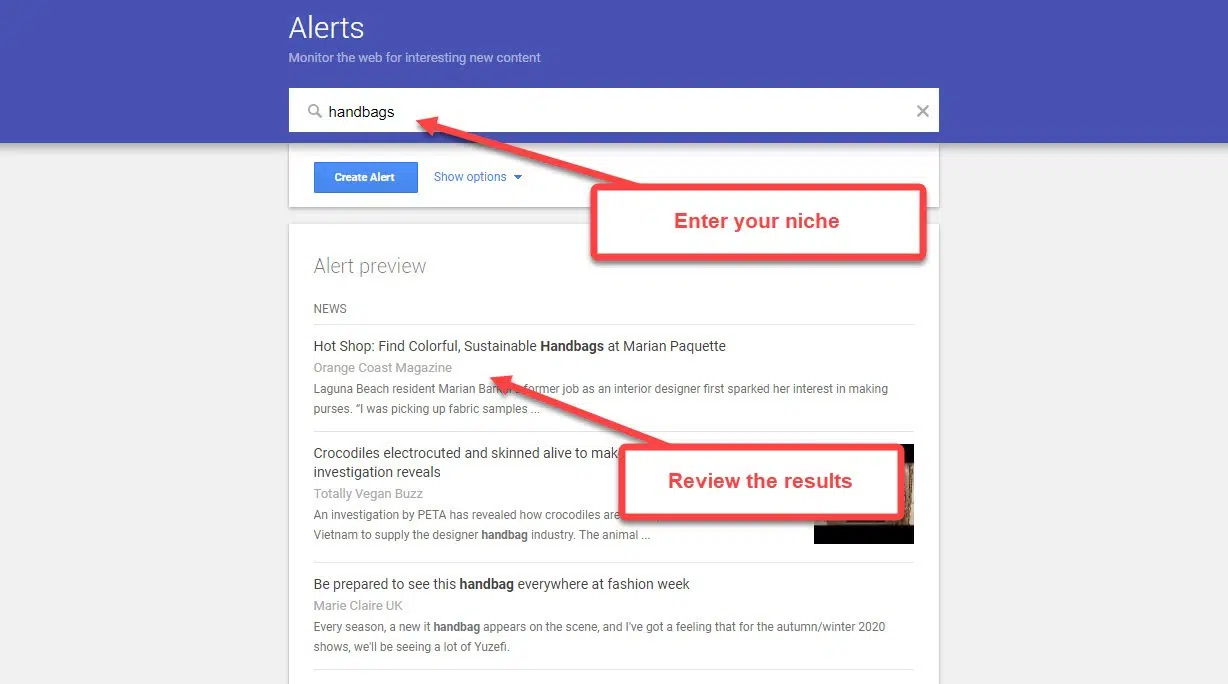 Alerts
Monitor the web for interesting new content
handbags
Create Alert
Show options
Enter your niche
Alert preview
NEWS
Hot Shop: Find Colorful, Sustainable Handbags at Marian Paquette
Orange Coast Magazine
Laguna Beach resident Marian former job as an interior designer first sparked her interest in making
purses. “I was picking up fabric samples ...
Crocodiles electrocuted and skinned alive to
investigation reveals
Review the results
Totally Vegan Buzz
An investigation by PETA has revealed how crocodiles are
Vietnam to supply the designer handbag industry. The animal ...
Be prepared to see this handbag everywhere at fashion week
Marie Claire UK
Every season, a new it handbag appears on the scene, and I've got a feeling that for the autumn/winter 2020
shows, we'll be seeing a lot of Yuzefi.